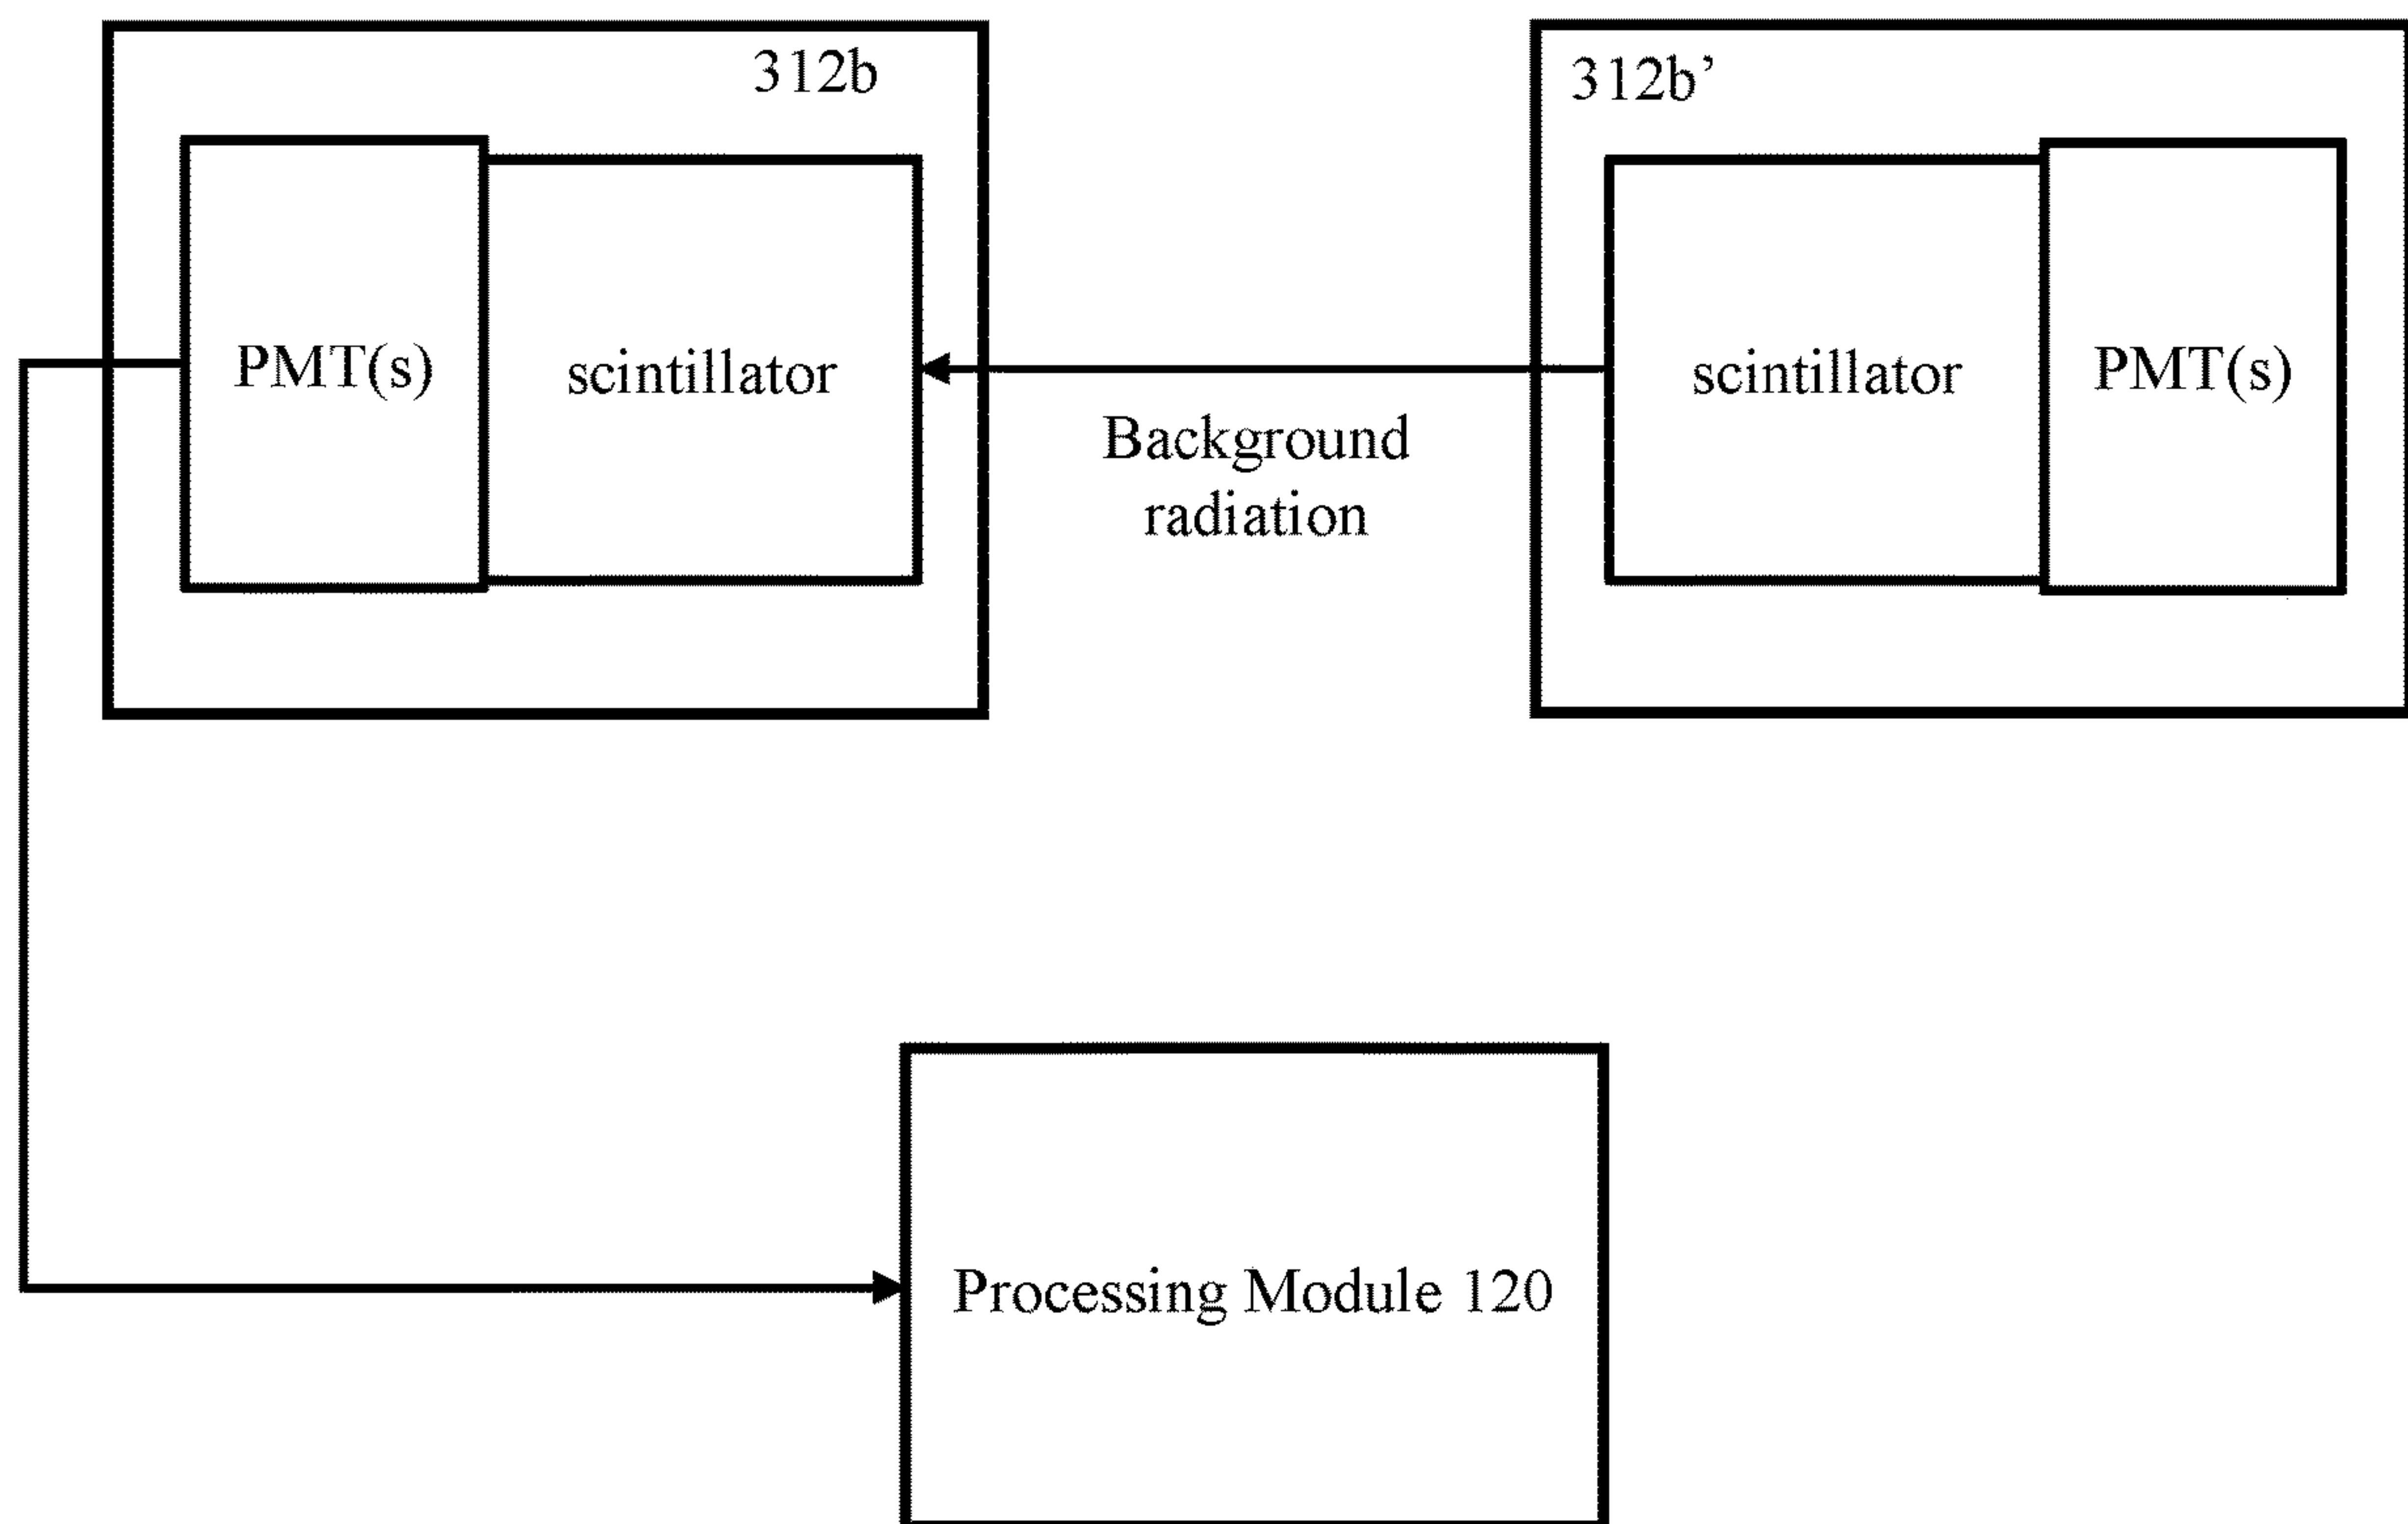 312b
312b’
PMT(s)
scintillator
scintillator
PMT(s)
Background
radiation
Processing Module 120